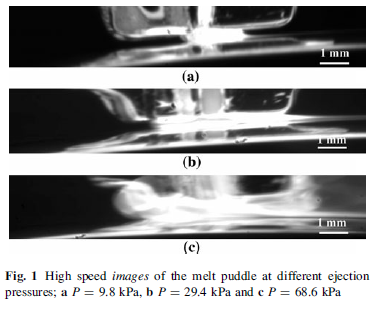 1 mm
(a)
1 mm
(b)
1 mm
(c)
Fig. 1 High speed images of the melt puddle at different ejection
pressures; a P = 9.8 kPa, b P = 29.4 kPa and c P = 68.6 kPa